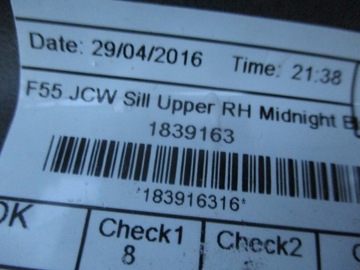 Date: 29/04/2016 Time: 21:38
F55 JCW Sill Upper RH Midnight
1839163
*183916316*
OK Check1 Check2
8